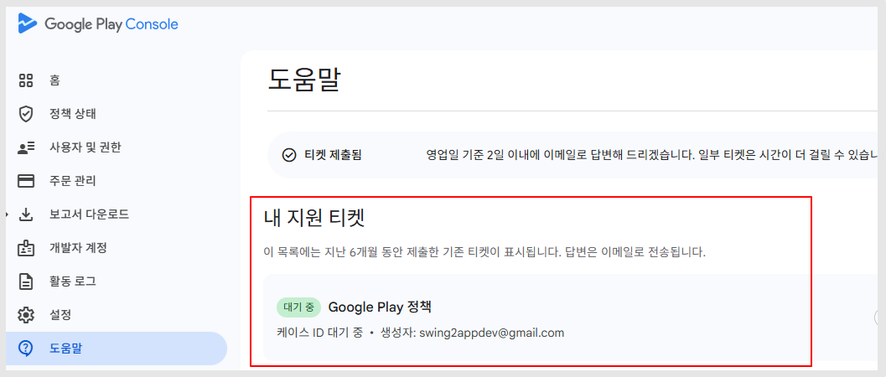 Google Play Console
홈
정책 상태
사용자 및 권한
주문 관리
보고서 다운로드
개발자 계정
활동 로그
설정
도움말
도움말
티켓 제출됨
영업일 기준 2일 이내에 이메일로 답변해 드리겠습니다. 일부 티켓은 시간이 더 걸릴 수 있습니
내 지원 티켓
이 목록에는 지난 6개월 동안 제출한 기존 티켓이 표시됩니다. 답변은 이메일로 전송됩니다.
대기 중 Google Play 정책
케이스 ID 대기 중 • 생성자: swing2appdev@gmail.com